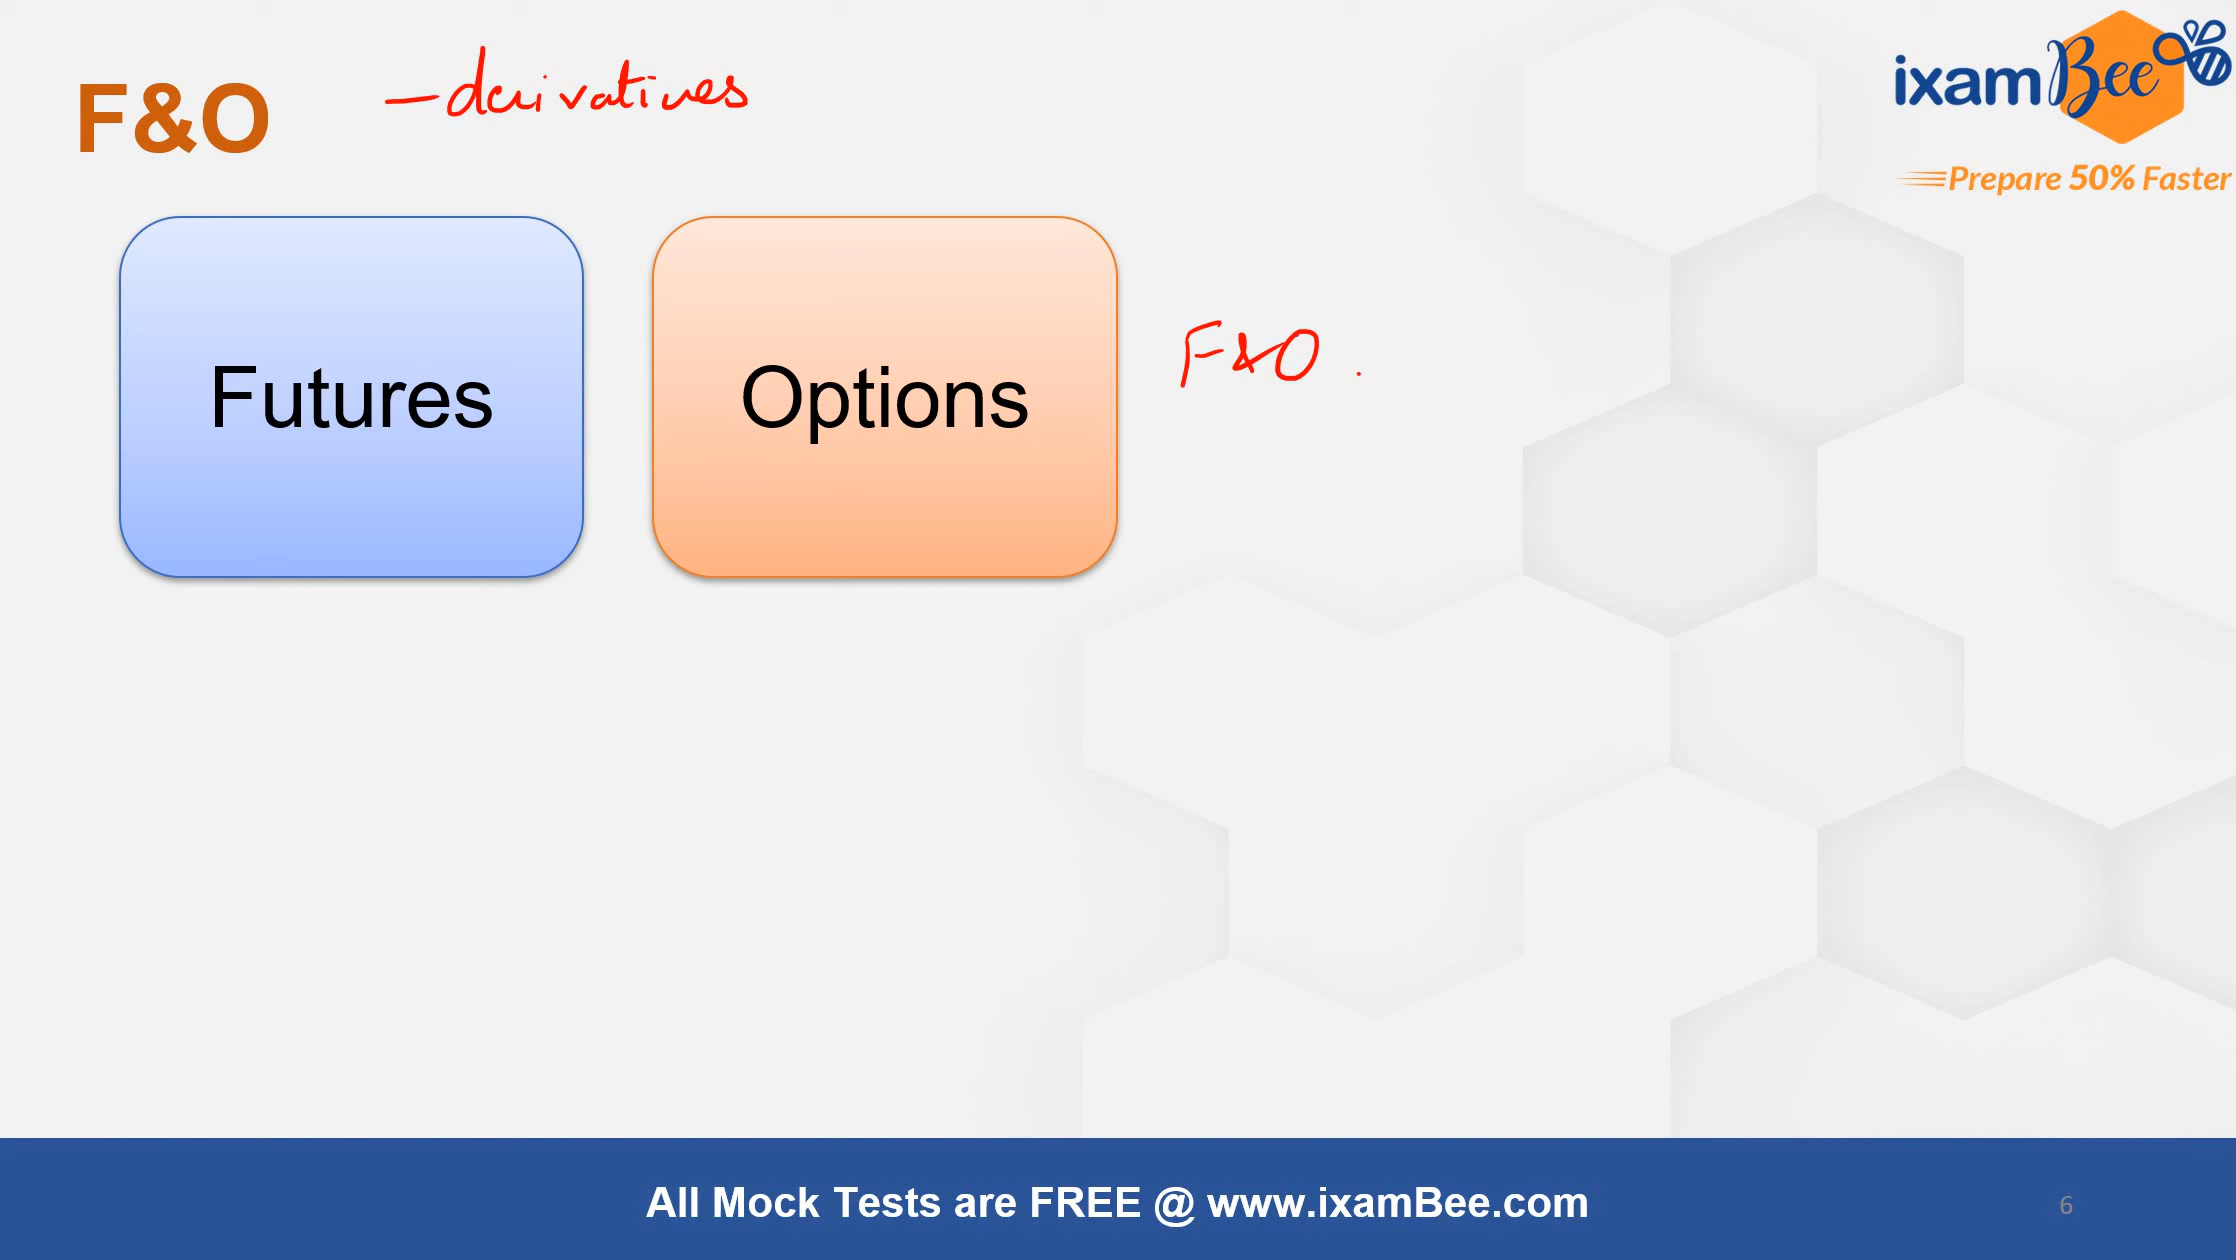 F&O
-derivatives
ixamBee
Prepare 50% Faster
Futures
Options
F&O.
All Mock Tests are FREE @ www.ixamBee.com
6